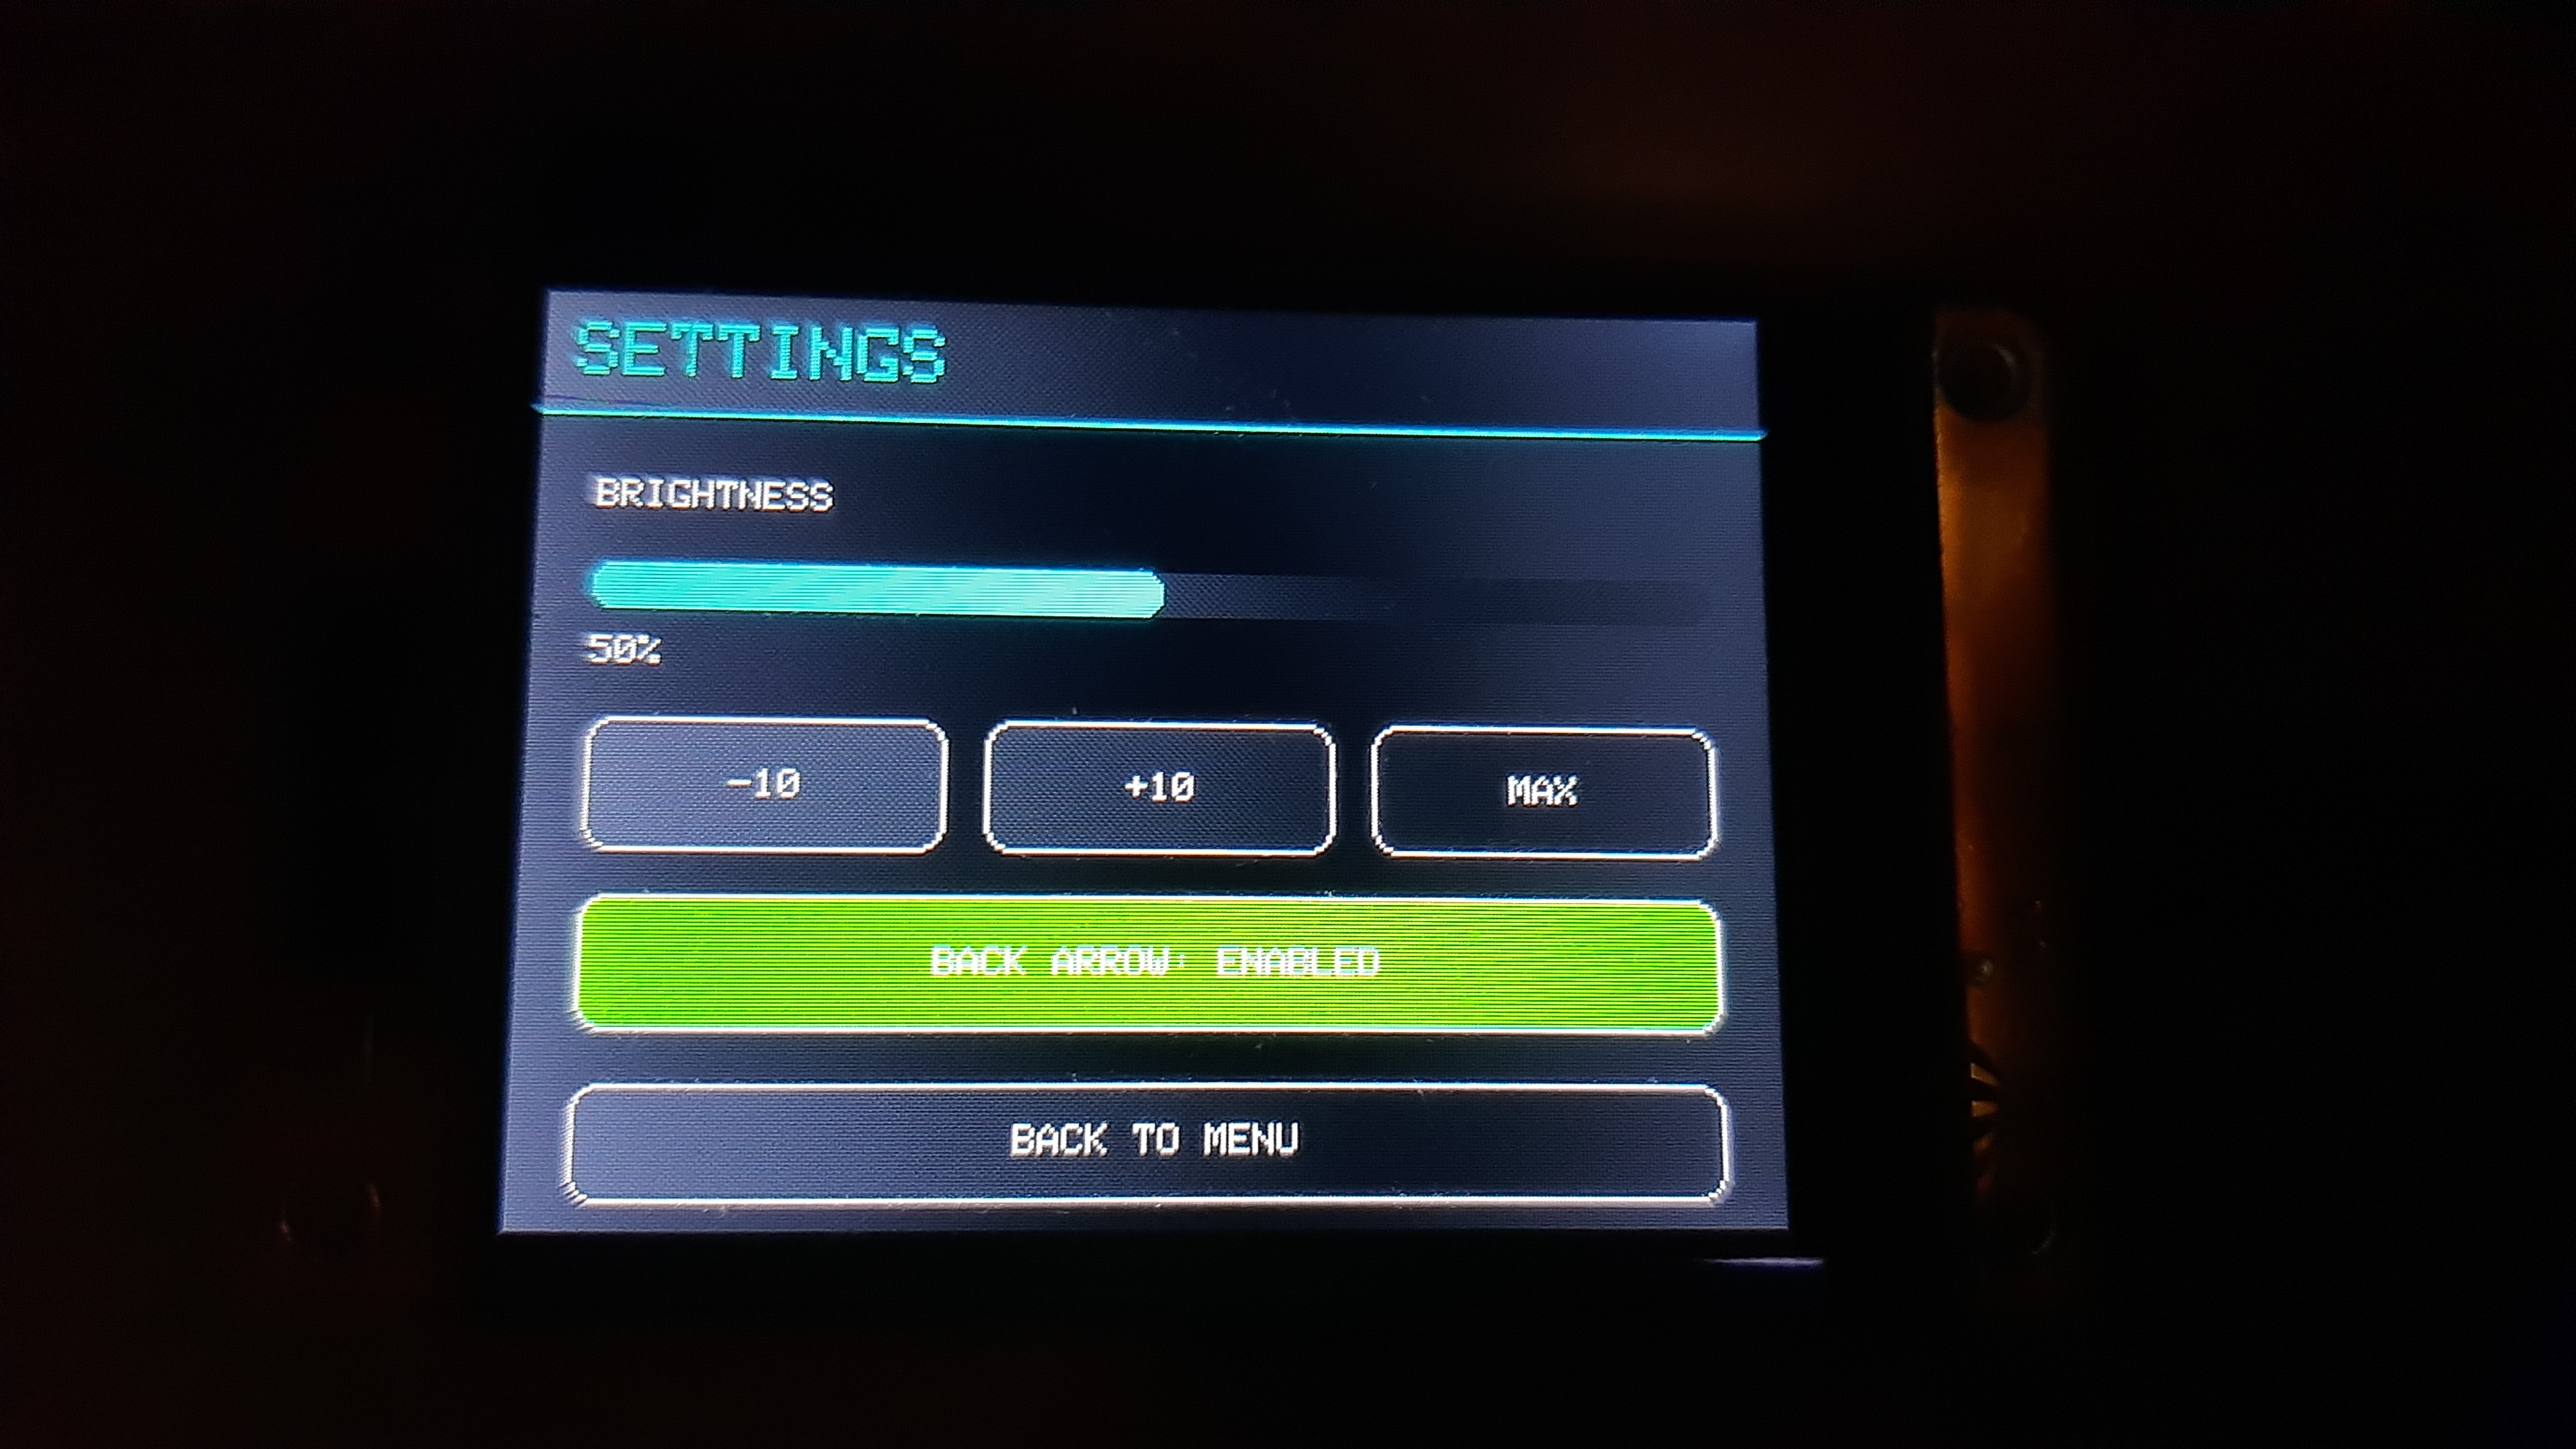 SETTINGS
BRIGHTNESS
50%
-10
+10
MAX
BACK ARROW: ENABLED
BACK TO MENU